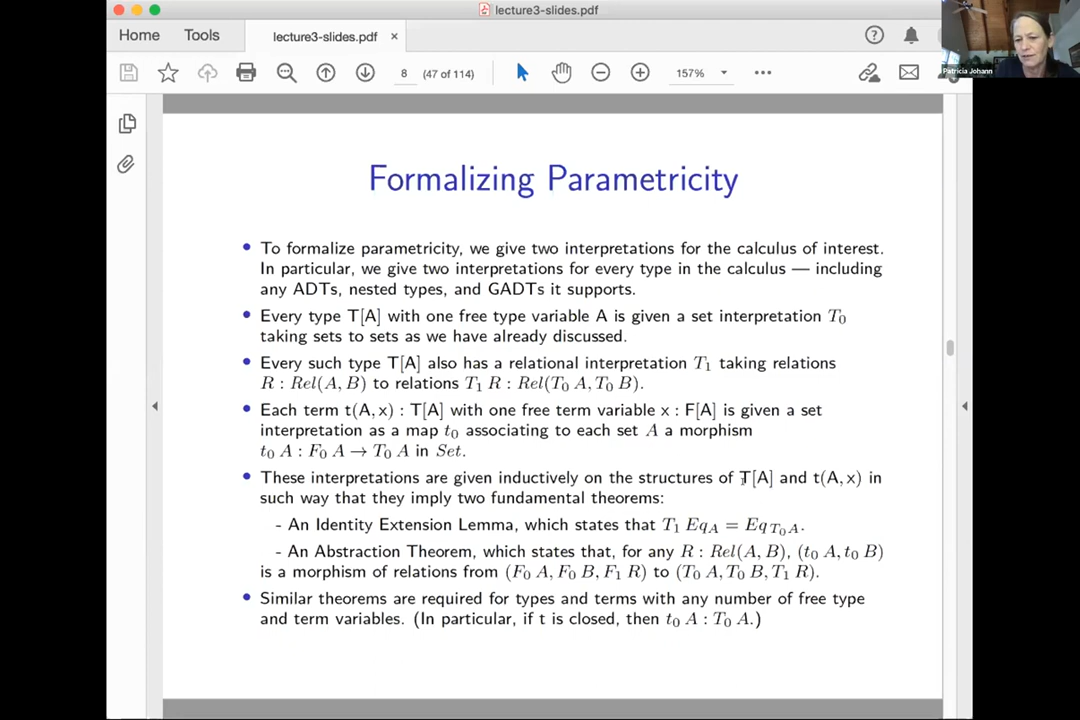 lecture3-slides.pdf
Home Tools lecture3-slides.pdf ×
8 (47 of 114) 157%
Patricia Johann
Formalizing Parametricity
• To formalize parametricity, we give two interpretations for the calculus of interest.
In particular, we give two interpretations for every type in the calculus — including
any ADTs, nested types, and GADTs it supports.
• Every type T[A] with one free type variable A is given a set interpretation T₀
taking sets to sets as we have already discussed.
• Every such type T[A] also has a relational interpretation T₁ taking relations
R : Rel(A, B) to relations T₁ R : Rel(T₀ A, T₀ B).
• Each term t(A, x) : T[A] with one free term variable x : F[A] is given a set
interpretation as a map t₀ associating to each set A a morphism
t₀ A : F₀ A → T₀ A in Set.
• These interpretations are given inductively on the structures of T[A] and t(A, x) in
such way that they imply two fundamental theorems:
- An Identity Extension Lemma, which states that T₁ Eq_A = Eq_{T₀ A}.
- An Abstraction Theorem, which states that, for any R : Rel(A, B), (t₀ A, t₀ B)
is a morphism of relations from (F₀ A, F₀ B, F₁ R) to (T₀ A, T₀ B, T₁ R).
• Similar theorems are required for types and terms with any number of free type
and term variables. (In particular, if t is closed, then t₀ A : T₀ A.)